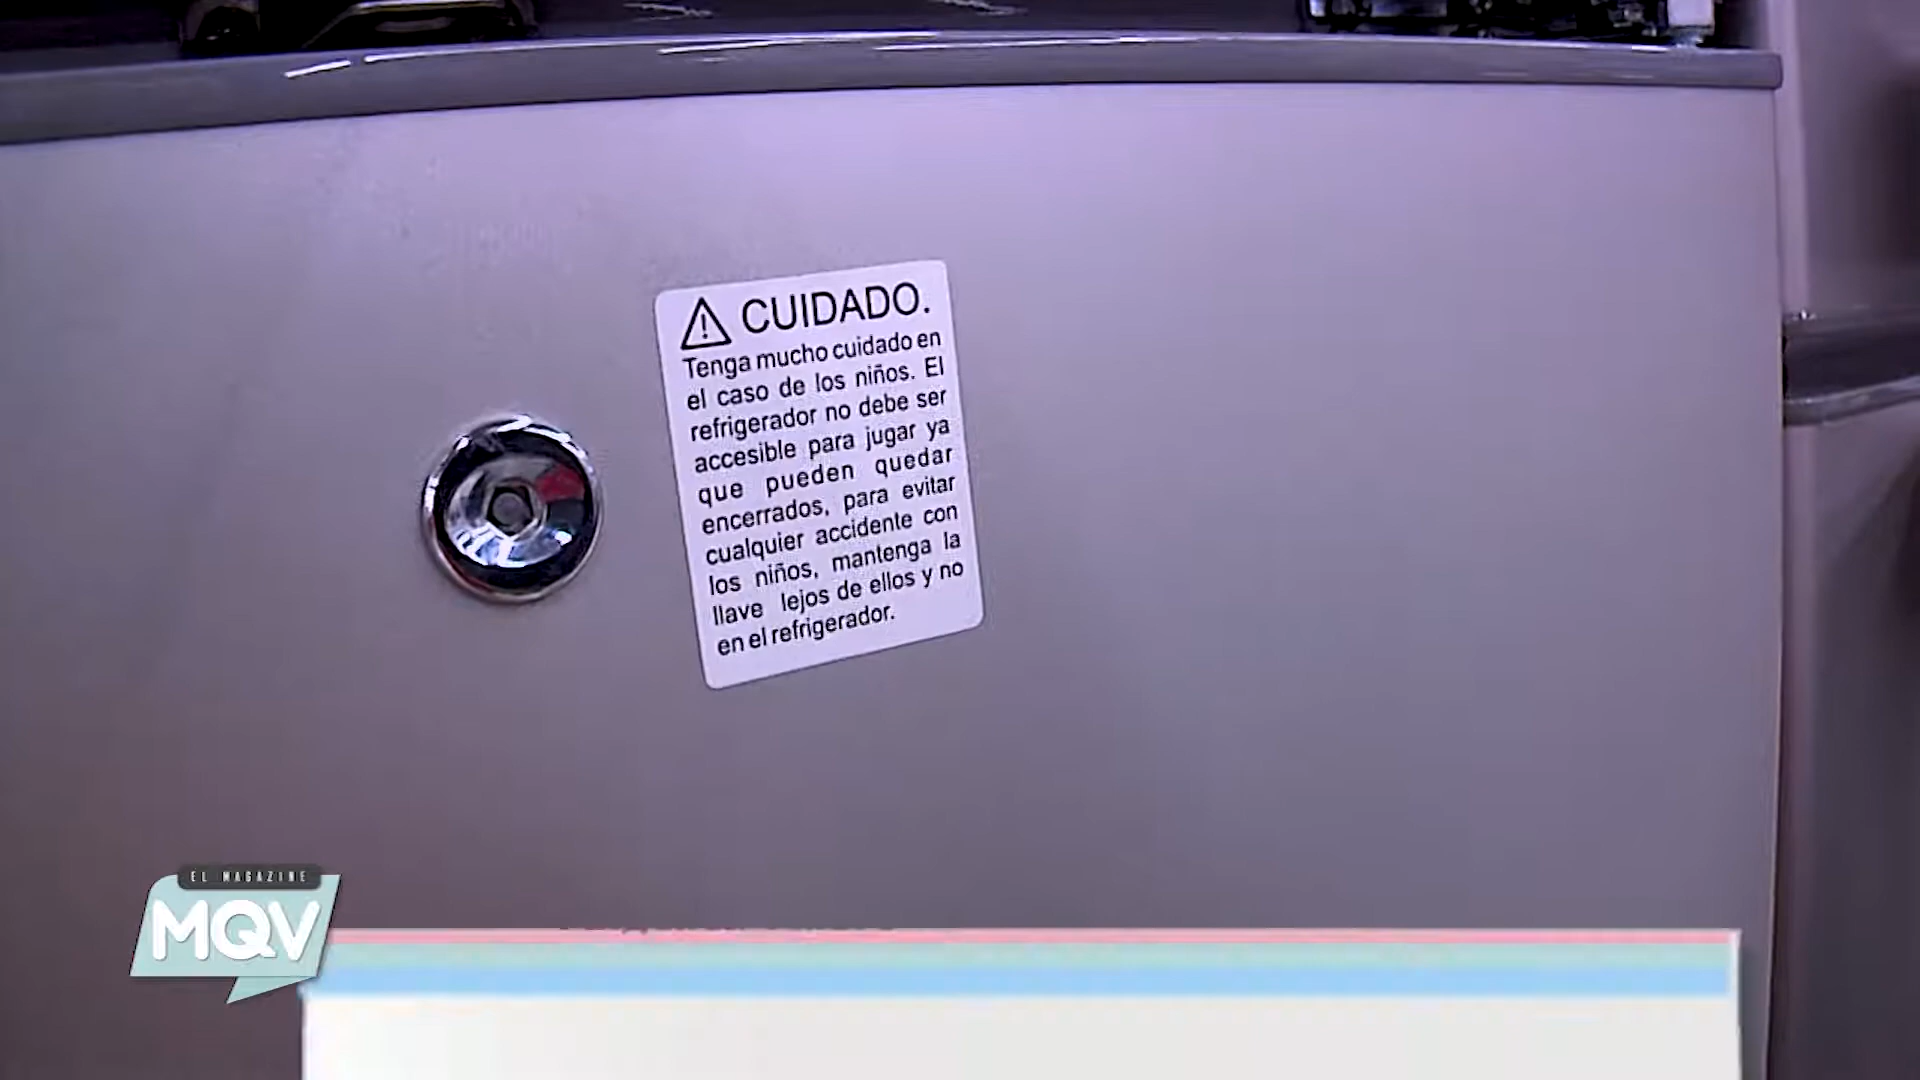 CUIDADO.
Tenga mucho cuidado en
el caso de los niños. El
refrigerador no debe ser
accesible para jugar ya
que pueden quedar
encerrados, para evitar
cualquier accidente con
los niños, mantenga la
llave lejos de ellos y no
en el refrigerador.
EL MAGAZINE
MQV